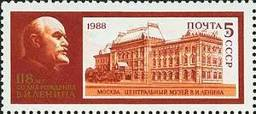 1988
ПОЧТА 5
СССР
118 ЛЕТ
СО ДНЯ РОЖДЕНИЯ
В.И.ЛЕНИНА
МОСКВА. ЦЕНТРАЛЬНЫЙ МУЗЕЙ В.И.ЛЕНИНА